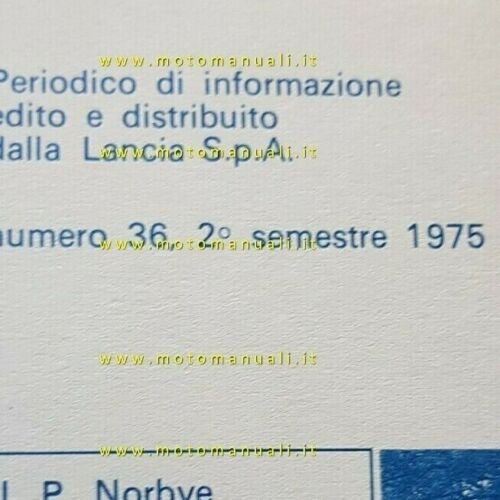 www.motomanuali.it
Periodico di informazione
edito e distribuito
dalla Lancia S.p.A.
www.motomanuali.it
numero 36, 2° semestre 1975
www.motomanuali.it
www.motomanuali.it
www.motomanuali.it
P. Norbye